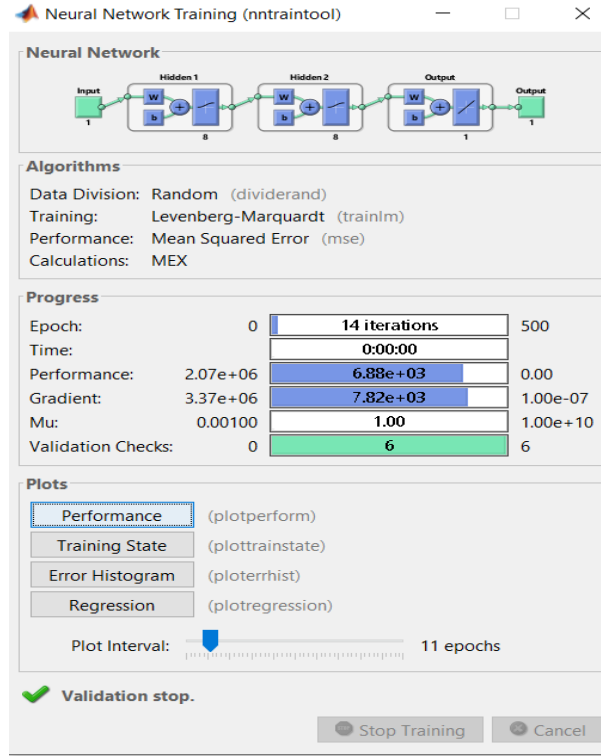 Neural Network Training (nntraintool)
Neural Network
Hidden 1 Hidden 2 Output
Input Output
W W W
+ + +
b b b
1 8 8 1 1
Algorithms
Data Division: Random (dividerand)
Training: Levenberg-Marquardt (trainlm)
Performance: Mean Squared Error (mse)
Calculations: MEX
Progress
Epoch: 0 14 iterations 500
Time: 0:00:00
Performance: 2.07e+06 6.88e+03 0.00
Gradient: 3.37e+06 7.82e+03 1.00e-07
Mu: 0.00100 1.00 1.00e+10
Validation Checks: 0 6 6
Plots
Performance (plotperform)
Training State (plottrainstate)
Error Histogram (ploterrhist)
Regression (plotregression)
Plot Interval: 11 epochs
Validation stop.
Stop Training Cancel